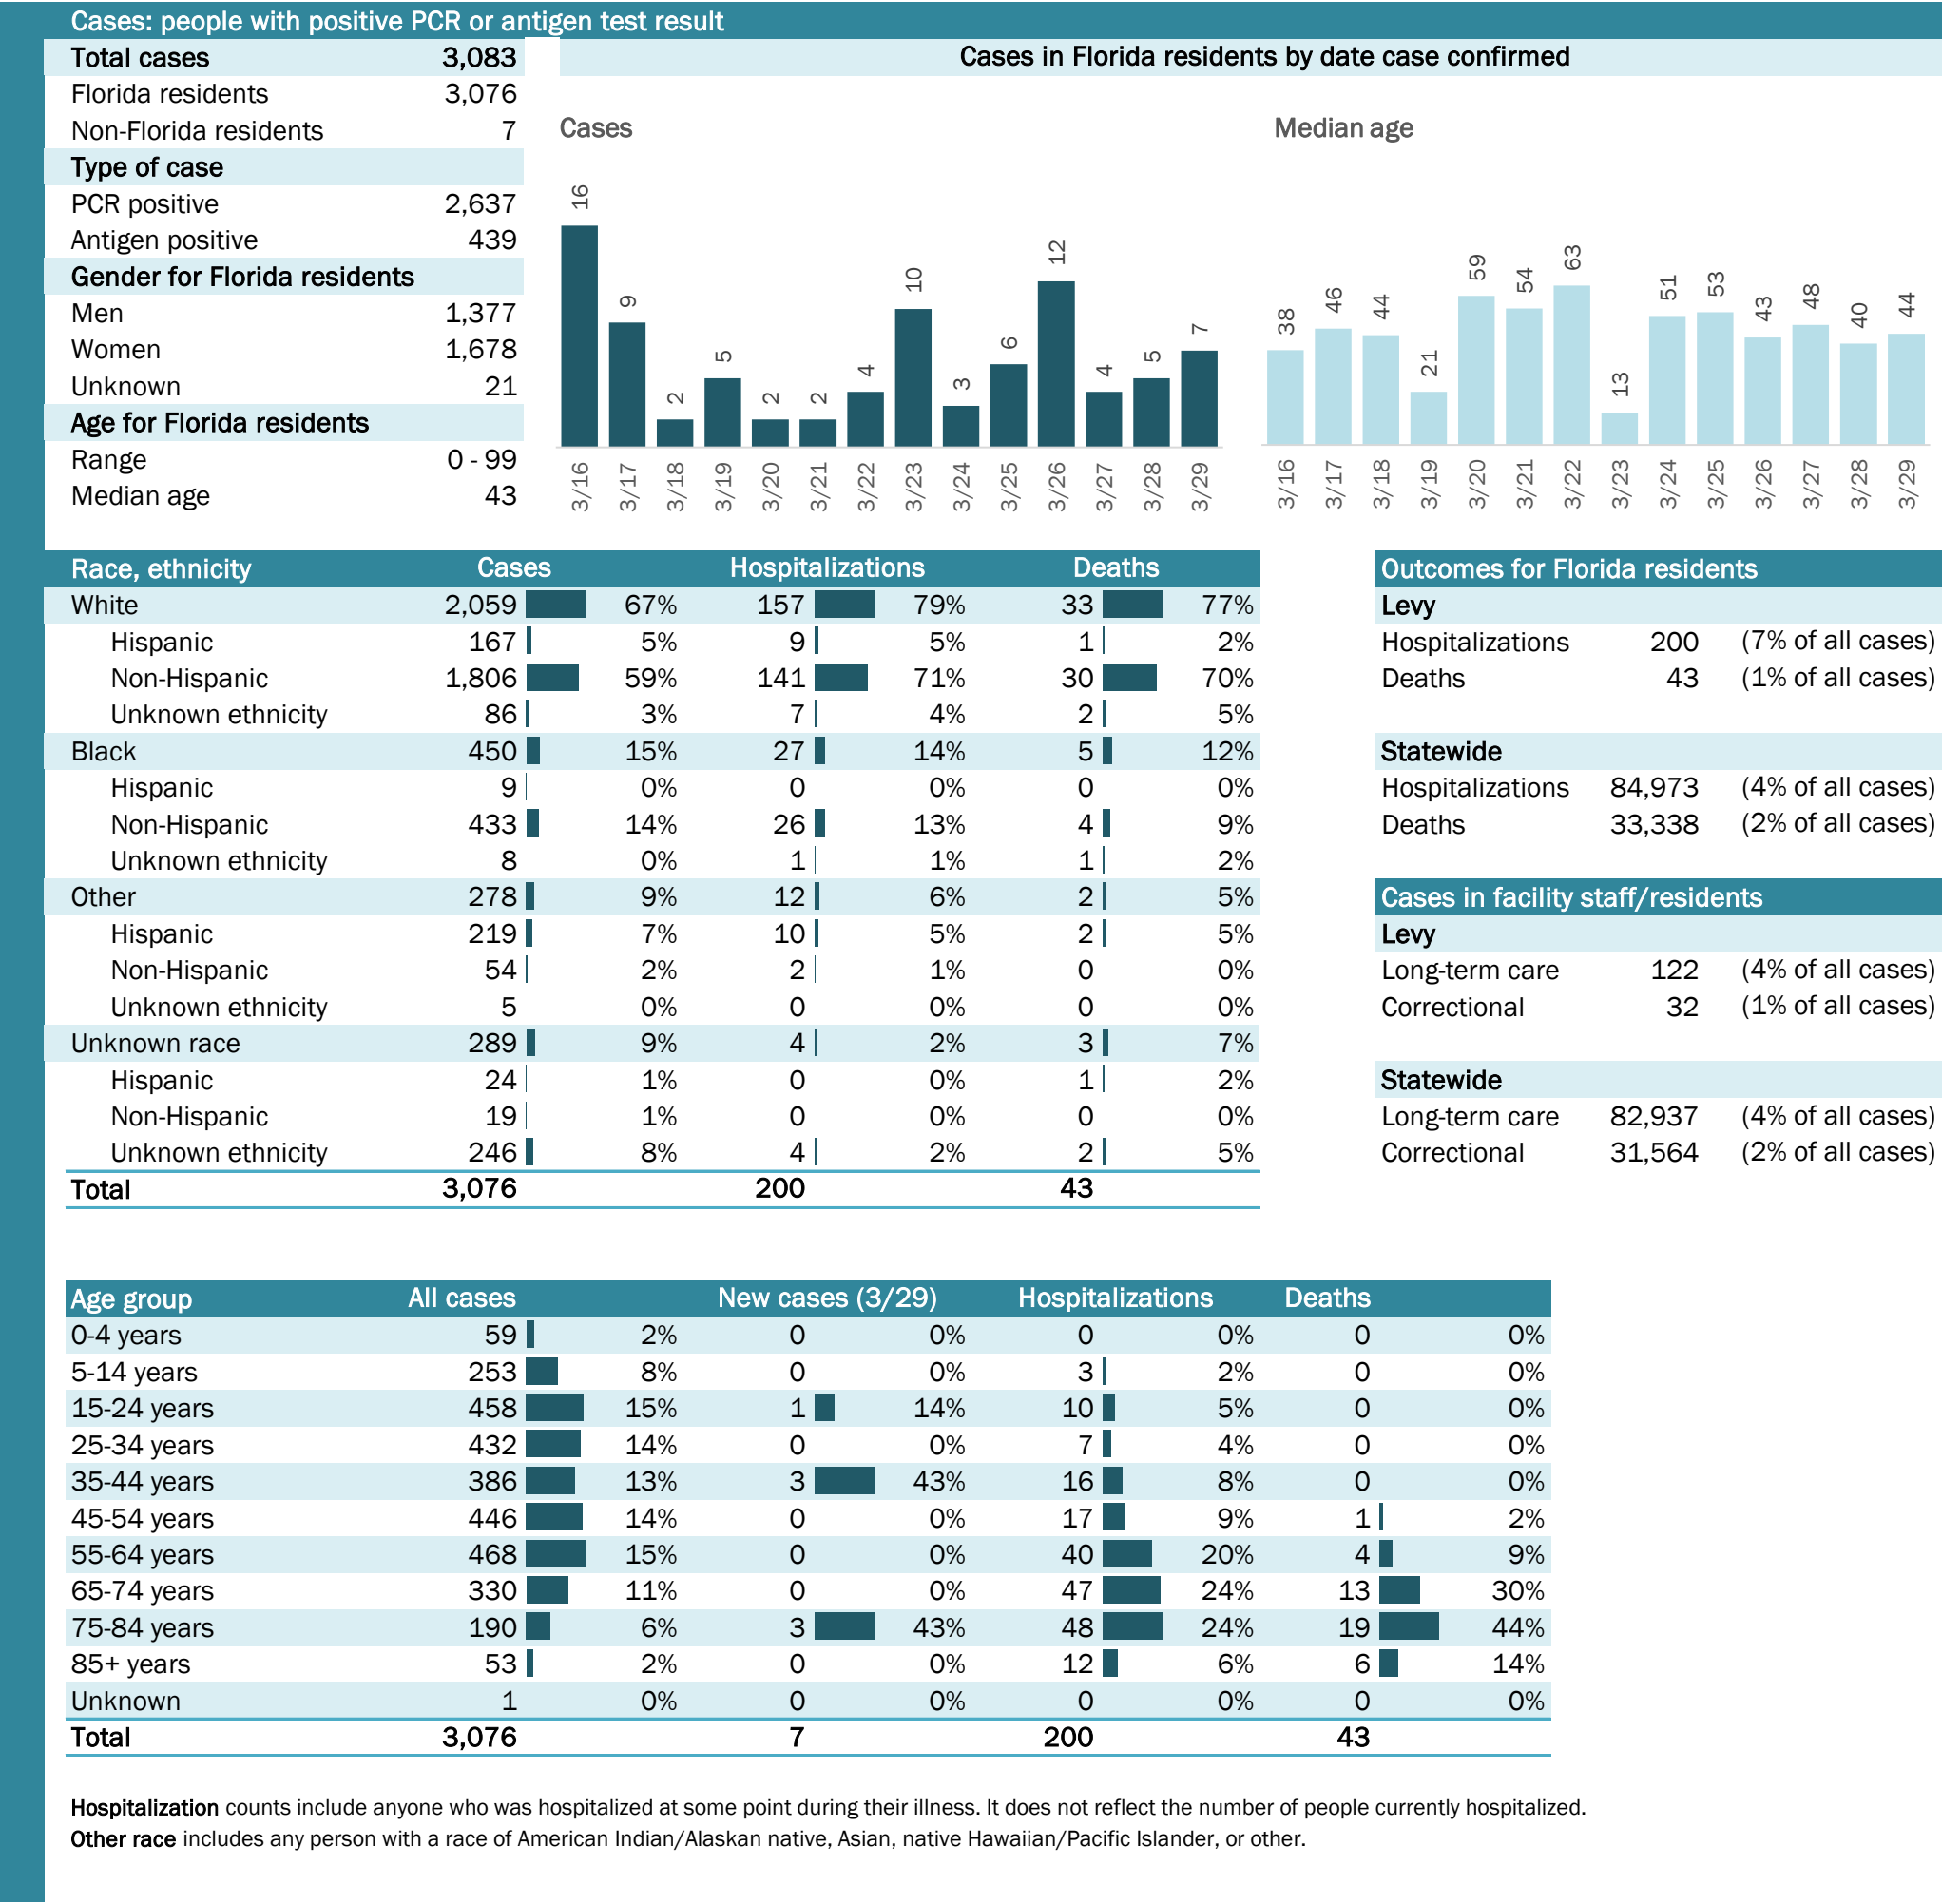 Cases: people with positive PCR or antigen test result
Total cases 3,083
Florida residents 3,076
Non-Florida residents 7
Type of case
PCR positive 2,637
Antigen positive 439
Gender for Florida residents
Men 1,377
Women 1,678
Unknown 21
Age for Florida residents
Range 0 - 99
Median age 43
Cases in Florida residents by date case confirmed
Cases
16 9 2 5 2 2 4 10 3 6 12 4 5 7
3/16 3/17 3/18 3/19 3/20 3/21 3/22 3/23 3/24 3/25 3/26 3/27 3/28 3/29
Median age
38 46 44 21 59 54 63 13 51 53 43 48 40 44
3/16 3/17 3/18 3/19 3/20 3/21 3/22 3/23 3/24 3/25 3/26 3/27 3/28 3/29
Race, ethnicity Cases Hospitalizations Deaths
White 2,059 67% 157 79% 33 77%
Hispanic 167 5% 9 5% 1 2%
Non-Hispanic 1,806 59% 141 71% 30 70%
Unknown ethnicity 86 3% 7 4% 2 5%
Black 450 15% 27 14% 5 12%
Hispanic 9 0% 0 0% 0 0%
Non-Hispanic 433 14% 26 13% 4 9%
Unknown ethnicity 8 0% 1 1% 1 2%
Other 278 9% 12 6% 2 5%
Hispanic 219 7% 10 5% 2 5%
Non-Hispanic 54 2% 2 1% 0 0%
Unknown ethnicity 5 0% 0 0% 0 0%
Unknown race 289 9% 4 2% 3 7%
Hispanic 24 1% 0 0% 1 2%
Non-Hispanic 19 1% 0 0% 0 0%
Unknown ethnicity 246 8% 4 2% 2 5%
Total 3,076 200 43
Outcomes for Florida residents
Levy
Hospitalizations 200 (7% of all cases)
Deaths 43 (1% of all cases)
Statewide
Hospitalizations 84,973 (4% of all cases)
Deaths 33,338 (2% of all cases)
Cases in facility staff/residents
Levy
Long-term care 122 (4% of all cases)
Correctional 32 (1% of all cases)
Statewide
Long-term care 82,937 (4% of all cases)
Correctional 31,564 (2% of all cases)
Age group All cases New cases (3/29) Hospitalizations Deaths
0-4 years 59 2% 0 0% 0 0% 0 0%
5-14 years 253 8% 0 0% 3 2% 0 0%
15-24 years 458 15% 1 14% 10 5% 0 0%
25-34 years 432 14% 0 0% 7 4% 0 0%
35-44 years 386 13% 3 43% 16 8% 0 0%
45-54 years 446 14% 0 0% 17 9% 1 2%
55-64 years 468 15% 0 0% 40 20% 4 9%
65-74 years 330 11% 0 0% 47 24% 13 30%
75-84 years 190 6% 3 43% 48 24% 19 44%
85+ years 53 2% 0 0% 12 6% 6 14%
Unknown 1 0% 0 0% 0 0% 0 0%
Total 3,076 7 200 43
Hospitalization counts include anyone who was hospitalized at some point during their illness. It does not reflect the number of people currently hospitalized.
Other race includes any person with a race of American Indian/Alaskan native, Asian, native Hawaiian/Pacific Islander, or other.